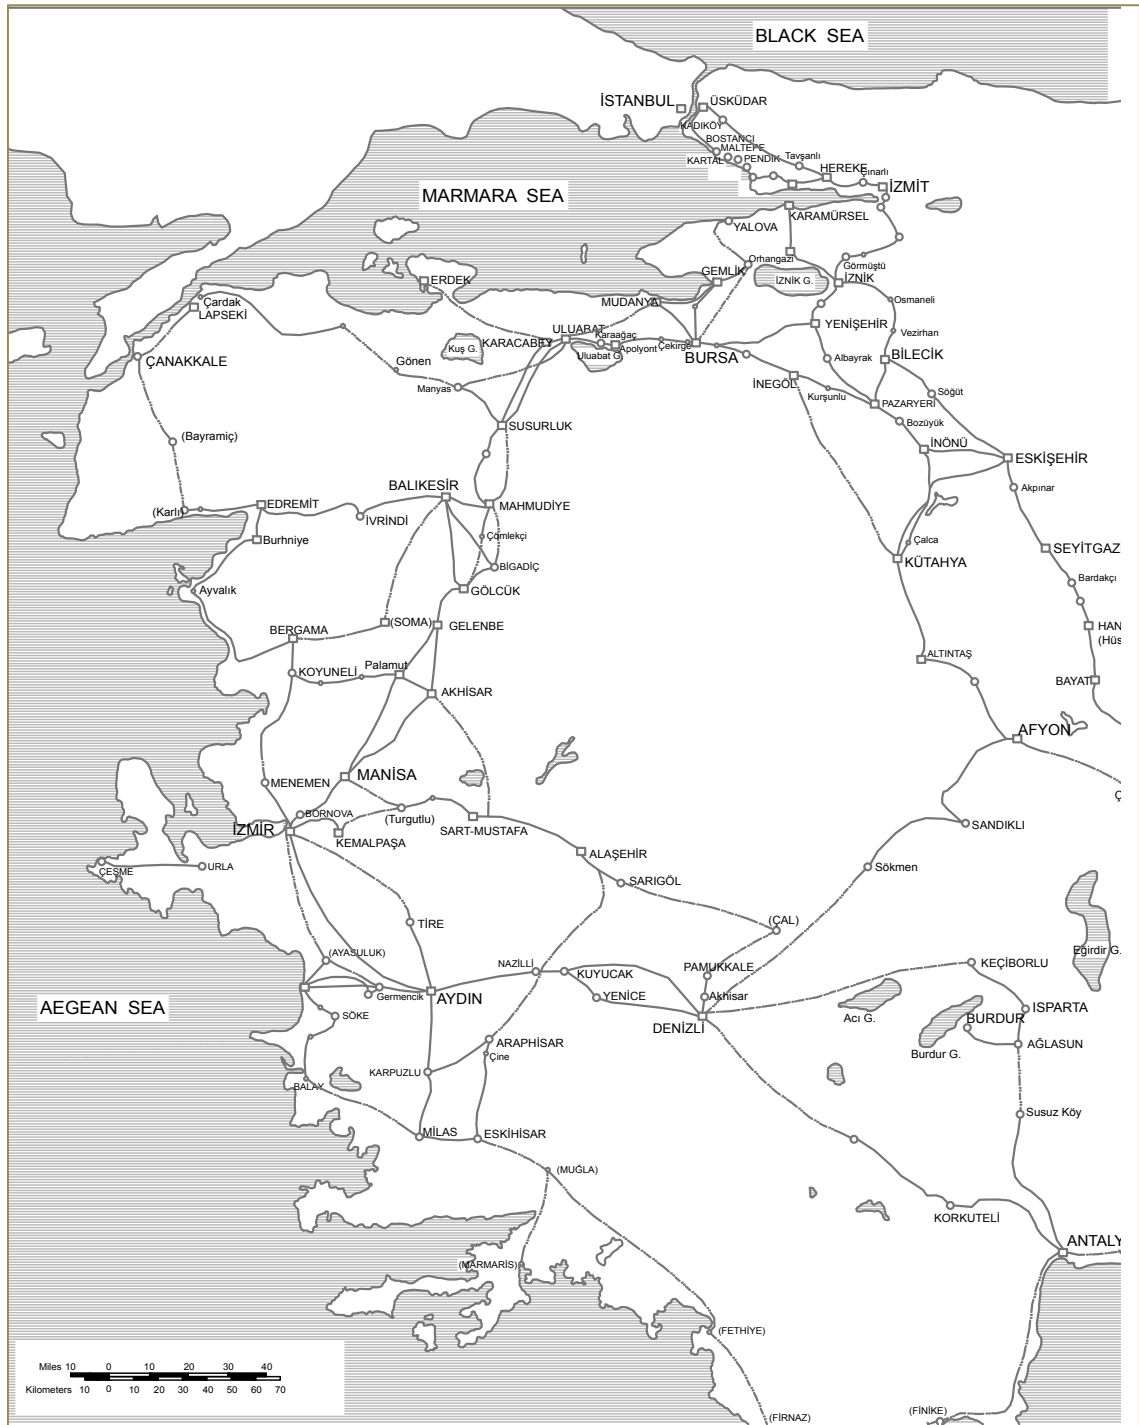 BLACK SEA
İSTANBUL
ÜSKÜDAR
KADIKÖY
BOSTANCI
MALTEPE
KARTAL
PENDİK
Tavşanlı
HEREKE
Çınarlı
İZMİT
MARMARA SEA
KARAMÜRSEL
YALOVA
Orhangazi
Görmüştü
GEMLİK
İZNİK G.
İZNİK
ERDEK
Çardak
LAPSEKİ
MUDANYA
Osmaneli
YENİŞEHİR
Vezirhan
ULUABAT
Karaağaç
KARACABEY
Kuş G.
Apolyont
Çekirge
Uluabat G.
BURSA
Albayrak
BİLECİK
ÇANAKKALE
Gönen
Manyas
İNEGÖL
Kurşunlu
Söğüt
PAZARYERİ
Bozüyük
SUSURLUK
(Bayramiç)
İNÖNÜ
ESKİŞEHİR
BALIKESİR
Akpınar
EDREMİT
(Karlı)
İVRİNDİ
MAHMUDİYE
Burhniye
Çömlekçi
Çalca
SEYİTGAZ
KÜTAHYA
BİGADİÇ
Ayvalık
GÖLCÜK
Bardakçı
BERGAMA
(SOMA)
GELENBE
HAN
(Hüs
ALTINTAŞ
KOYUNELİ
Palamut
AKHİSAR
BAYAT
AFYON
MENEMEN
MANİSA
Ç
BORNOVA
(Turgutlu)
İZMİR
KEMALPAŞA
SART-MUSTAFA
SANDIKLI
ALAŞEHİR
ÇEŞME
URLA
SARIGÖL
Sökmen
TİRE
(ÇAL)
(AYASULUK)
Eğirdir G.
NAZİLLİ
KUYUCAK
PAMUKKALE
KEÇİBORLU
AEGEAN SEA
Germencik
AYDIN
YENİCE
Akhisar
SÖKE
DENİZLİ
Acı G.
BURDUR
ISPARTA
ARAPHİSAR
Çine
Burdur G.
AĞLASUN
KARPUZLU
BALAY
Susuz Köy
MİLAS
ESKİHİSAR
(MUĞLA)
KORKUTELİ
ANTALY
(MARMARİS)
(FETHİYE)
Miles 10 0 10 20 30 40
Kilometers 10 0 10 20 30 40 50 60 70
(FİRNAZ)
(FİNİKE)